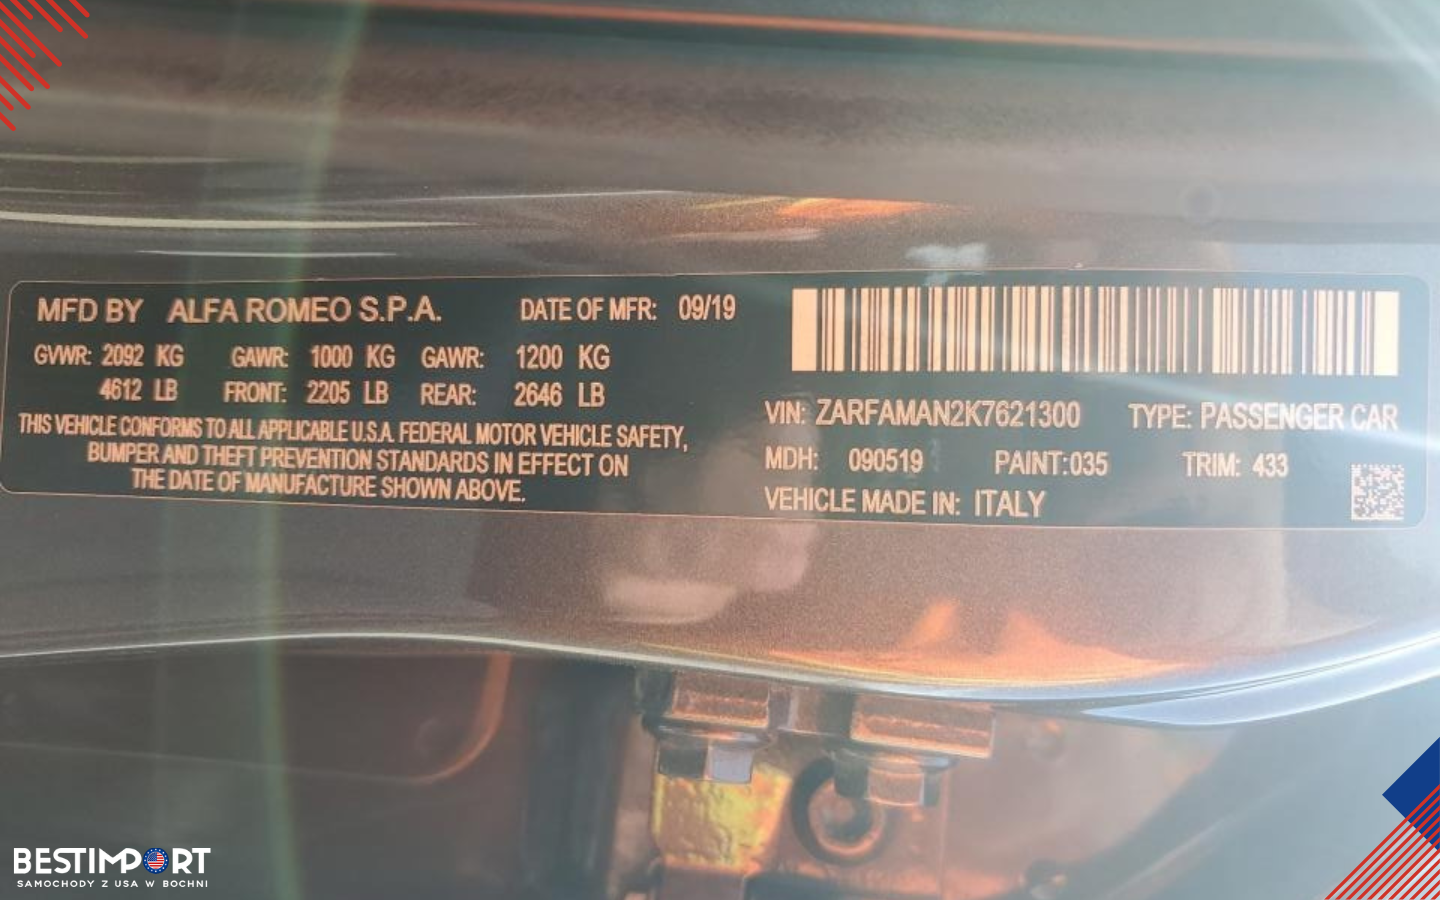 MFD BY ALFA ROMEO S.P.A. DATE OF MFR: 09/19
GVWR: 2092 KG GAWR: 1000 KG GAWR: 1200 KG
4612 LB FRONT: 2205 LB REAR: 2646 LB
THIS VEHICLE CONFORMS TO ALL APPLICABLE U.S.A. FEDERAL MOTOR VEHICLE SAFETY,
BUMPER AND THEFT PREVENTION STANDARDS IN EFFECT ON
THE DATE OF MANUFACTURE SHOWN ABOVE.
VIN: ZARFAMAN2K7621300 TYPE: PASSENGER CAR
MDH: 090519 PAINT:035 TRIM: 433
VEHICLE MADE IN: ITALY
BESTIMPORT
SAMOCHODY Z USA W BOCHNI